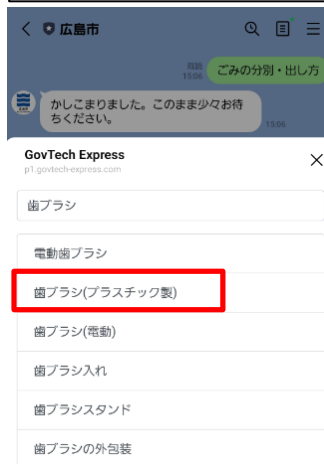 広島市
既読
15:06
ごみの分別・出し方
かしこまりました。このまま少々お待
ちください。
15:06
GovTech Express
p1.govtech-express.com
歯ブラシ
電動歯ブラシ
歯ブラシ(プラスチック製)
歯ブラシ(電動)
歯ブラシ入れ
歯ブラシスタンド
歯ブラシの外包装